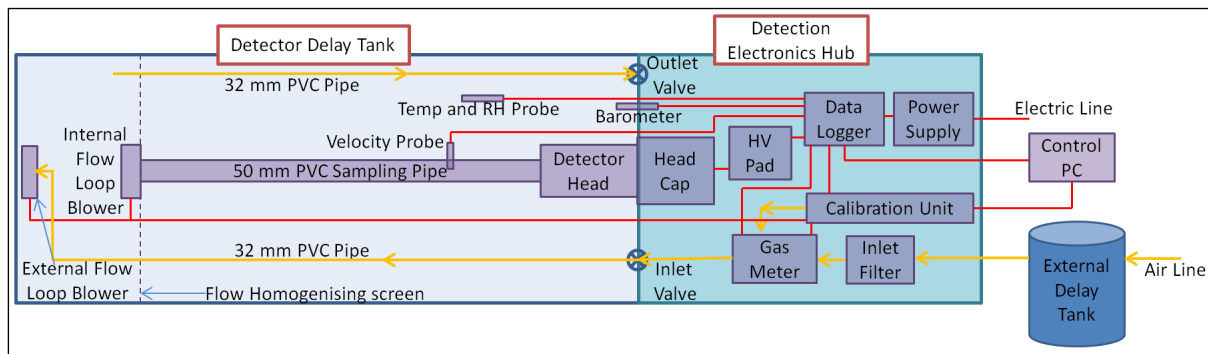 Detector Delay Tank
Detection
Electronics Hub
32 mm PVC Pipe
Outlet
Valve
Temp and RH Probe
Barometer
Data
Logger
Power
Supply
Electric Line
Velocity Probe
Internal
Flow
Loop
Blower
50 mm PVC Sampling Pipe
Detector
Head
Head
Cap
HV
Pad
Control
PC
Calibration Unit
32 mm PVC Pipe
Inlet
Valve
Gas
Meter
Inlet
Filter
External
Delay
Tank
Air Line
External Flow
Loop Blower
Flow Homogenising screen